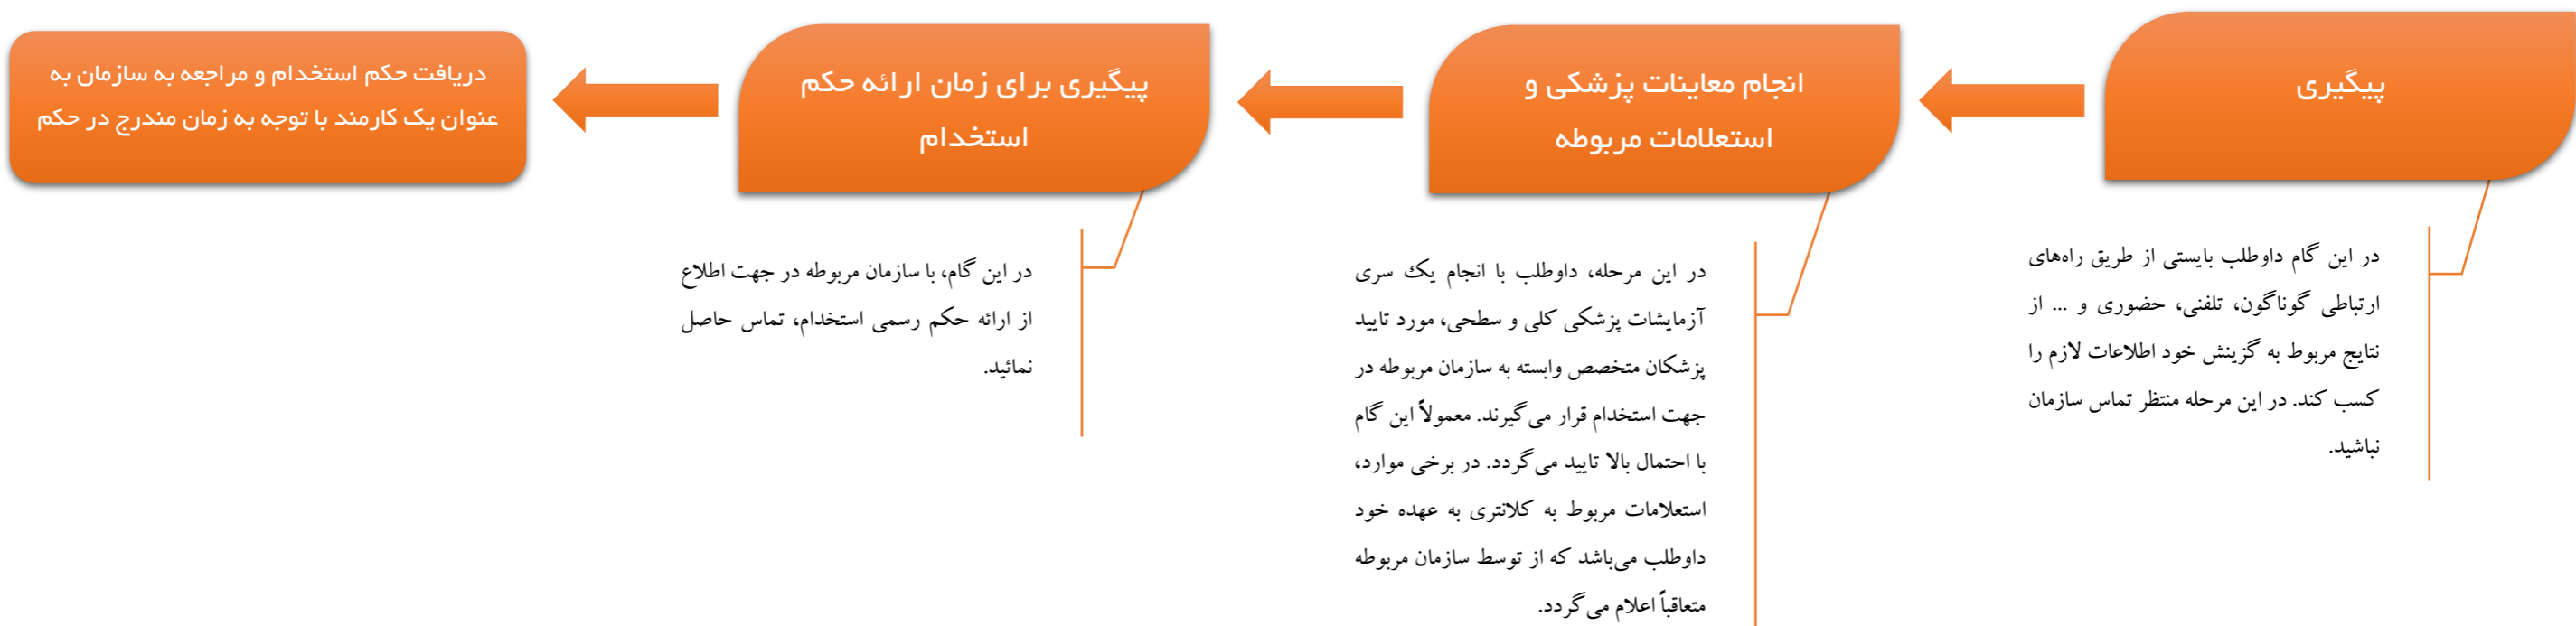 پیگیری
در این گام داوطلب بایستی از طریق راه‌های
ارتباطی گوناگون، تلفنی، حضوری و ... از
نتایج مربوط به گزینش خود اطلاعات لازم را
کسب کند. در این مرحله منتظر تماس سازمان
نباشید.
انجام معاینات پزشکی و
استعلامات مربوطه
در این مرحله، داوطلب با انجام یک سری
آزمایشات پزشکی کلی و سطحی، مورد تایید
پزشکان متخصص وابسته به سازمان مربوطه در
جهت استخدام قرار می‌گیرند. معمولاً این گام
با احتمال بالا تایید می‌گردد. در برخی موارد،
استعلامات مربوط به کلانتری به عهده خود
داوطلب می‌باشد که از توسط سازمان مربوطه
متعاقباً اعلام می‌گردد.
پیگیری برای زمان ارائه حکم
استخدام
در این گام، با سازمان مربوطه در جهت اطلاع
از ارائه حکم رسمی استخدام، تماس حاصل
نمائید.
دریافت حکم استخدام و مراجعه به سازمان به
عنوان یک کارمند با توجه به زمان مندرج در حکم